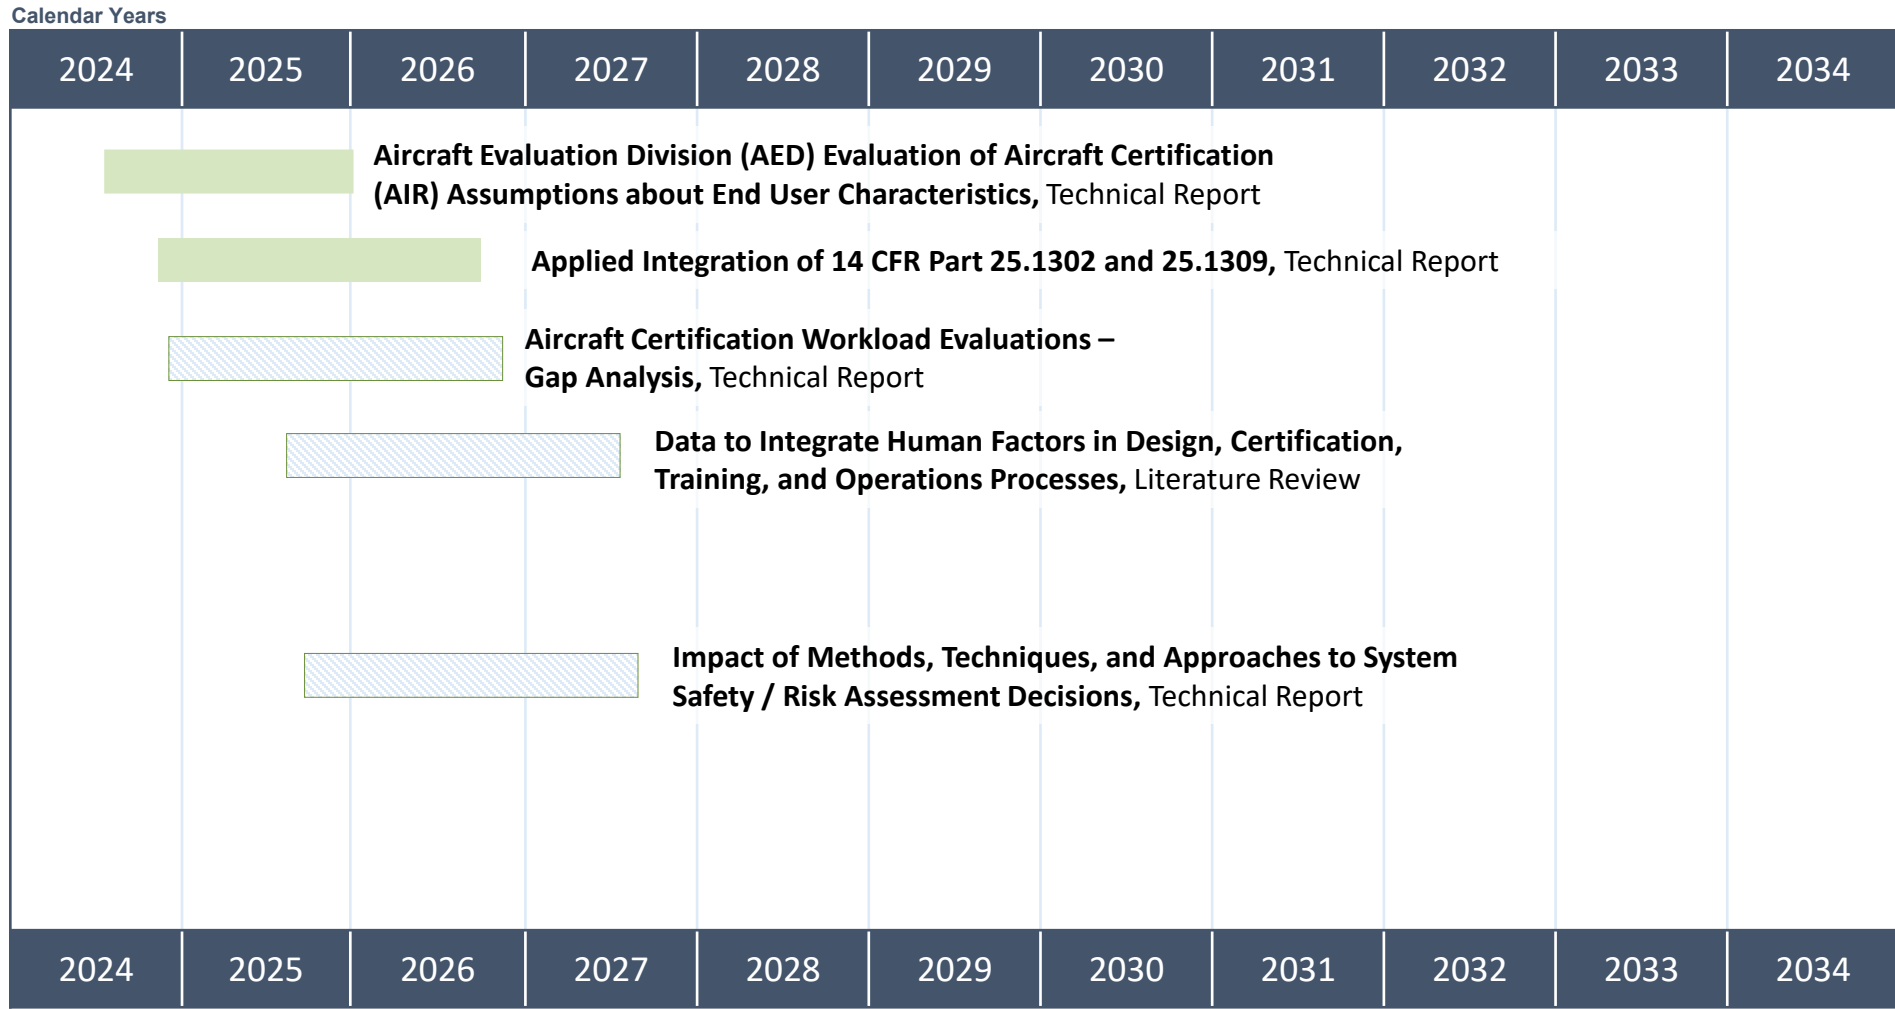 Calendar Years
2024 2025 2026 2027 2028 2029 2030 2031 2032 2033 2034
Aircraft Evaluation Division (AED) Evaluation of Aircraft Certification
(AIR) Assumptions about End User Characteristics, Technical Report
Applied Integration of 14 CFR Part 25.1302 and 25.1309, Technical Report
Aircraft Certification Workload Evaluations –
Gap Analysis, Technical Report
Data to Integrate Human Factors in Design, Certification,
Training, and Operations Processes, Literature Review
Impact of Methods, Techniques, and Approaches to System
Safety / Risk Assessment Decisions, Technical Report
2024 2025 2026 2027 2028 2029 2030 2031 2032 2033 2034